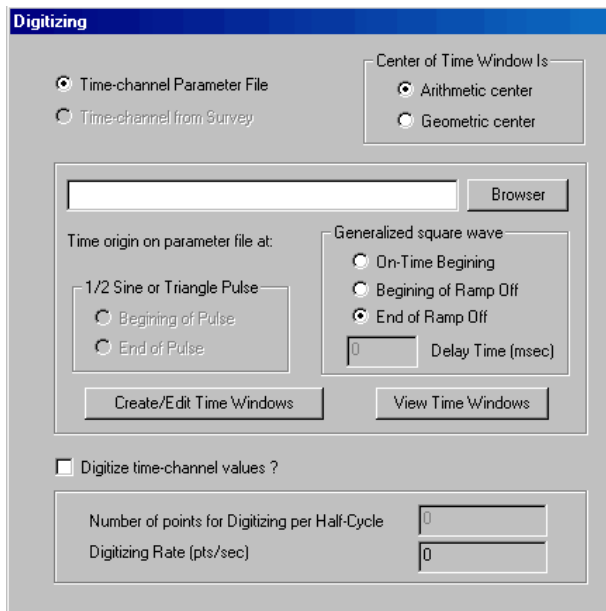 Digitizing
Time-channel Parameter File
Time-channel from Survey
Center of Time Window Is
Arithmetic center
Geometric center
Browser
Time origin on parameter file at:
1/2 Sine or Triangle Pulse
Begining of Pulse
End of Pulse
Generalized square wave
On-Time Begining
Begining of Ramp Off
End of Ramp Off
0 Delay Time (msec)
Create/Edit Time Windows
View Time Windows
Digitize time-channel values ?
Number of points for Digitizing per Half-Cycle 0
Digitizing Rate (pts/sec) 0